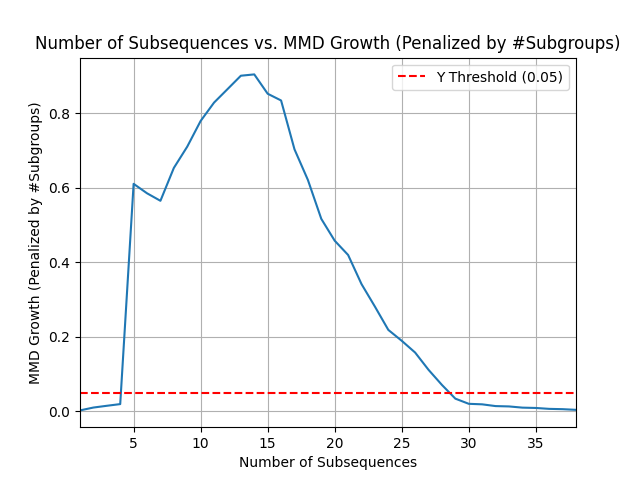 Number of Subsequences vs. MMD Growth (Penalized by #Subgroups)
Y Threshold (0.05)
MMD Growth (Penalized by #Subgroups)
0.8
0.6
0.4
0.2
0.0
5 10 15 20 25 30 35
Number of Subsequences